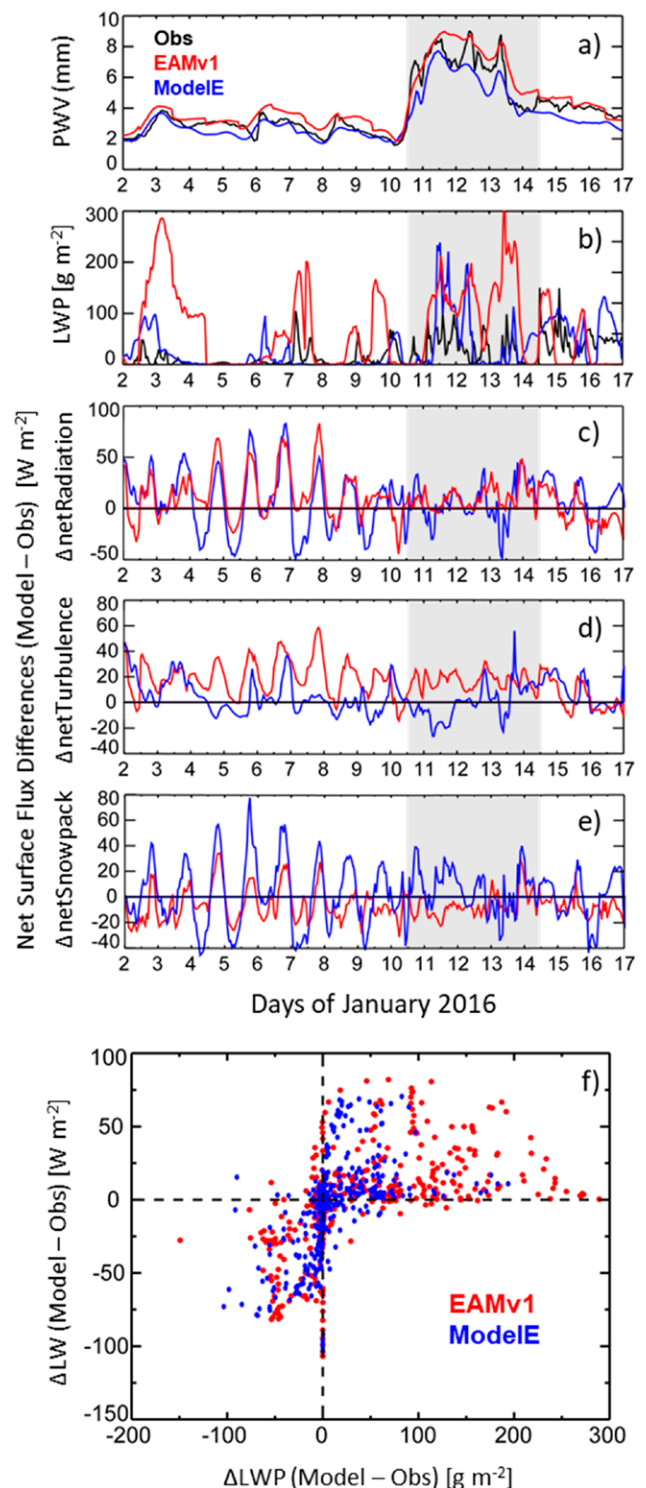 PWV (mm)
10
8
6
4
2
0
Obs
EAMv1
ModelE
a)
2 3 4 5 6 7 8 9 10 11 12 13 14 15 16 17
LWP [g m-2]
300
200
100
0
b)
2 3 4 5 6 7 8 9 10 11 12 13 14 15 16 17
Net Surface Flux Differences (Model – Obs) [W m-2]
ΔnetRadiation
100
50
0
-50
c)
2 3 4 5 6 7 8 9 10 11 12 13 14 15 16 17
ΔnetTurbulence
80
60
40
20
0
-20
-40
d)
2 3 4 5 6 7 8 9 10 11 12 13 14 15 16 17
ΔnetSnowpack
80
60
40
20
0
-20
-40
e)
2 3 4 5 6 7 8 9 10 11 12 13 14 15 16 17
Days of January 2016
ΔLW (Model – Obs) [W m-2]
100
50
0
-50
-100
-150
f)
EAMv1
ModelE
-200 -100 0 100 200 300
ΔLWP (Model – Obs) [g m-2]